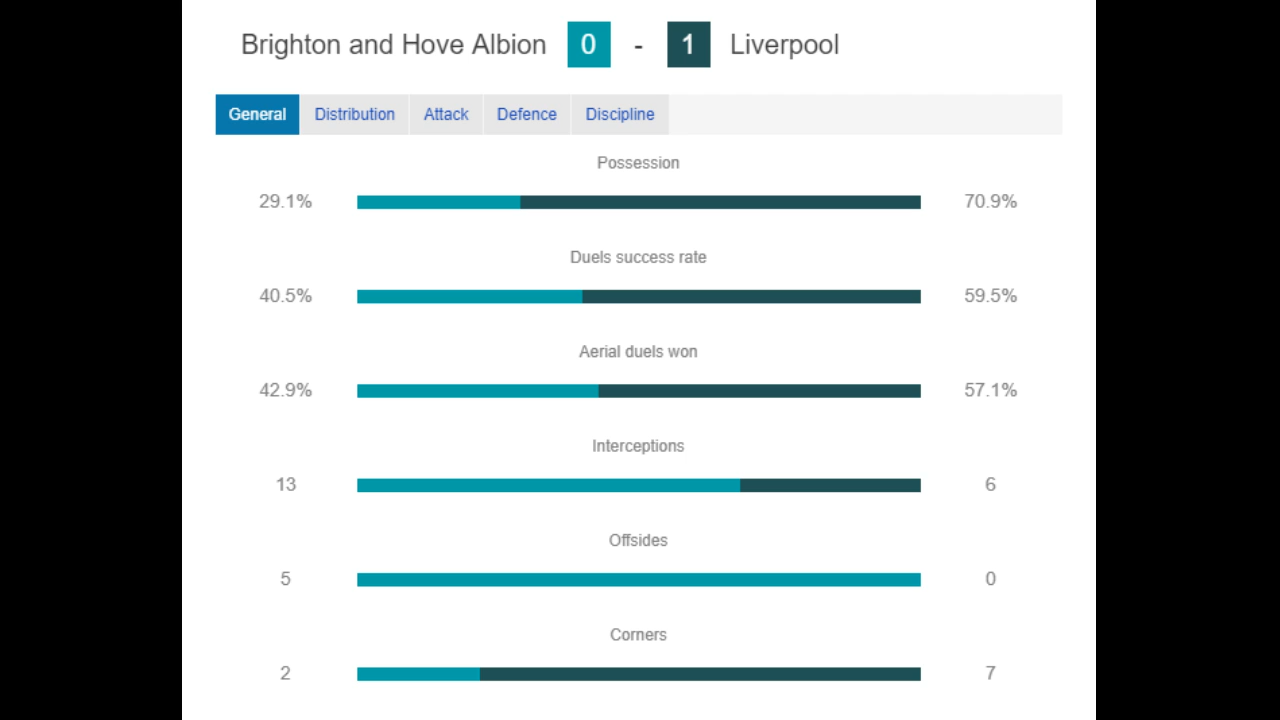 Brighton and Hove Albion 0 - 1 Liverpool
General Distribution Attack Defence Discipline
Possession
29.1% 70.9%
Duels success rate
40.5% 59.5%
Aerial duels won
42.9% 57.1%
Interceptions
13 6
Offsides
5 0
Corners
2 7